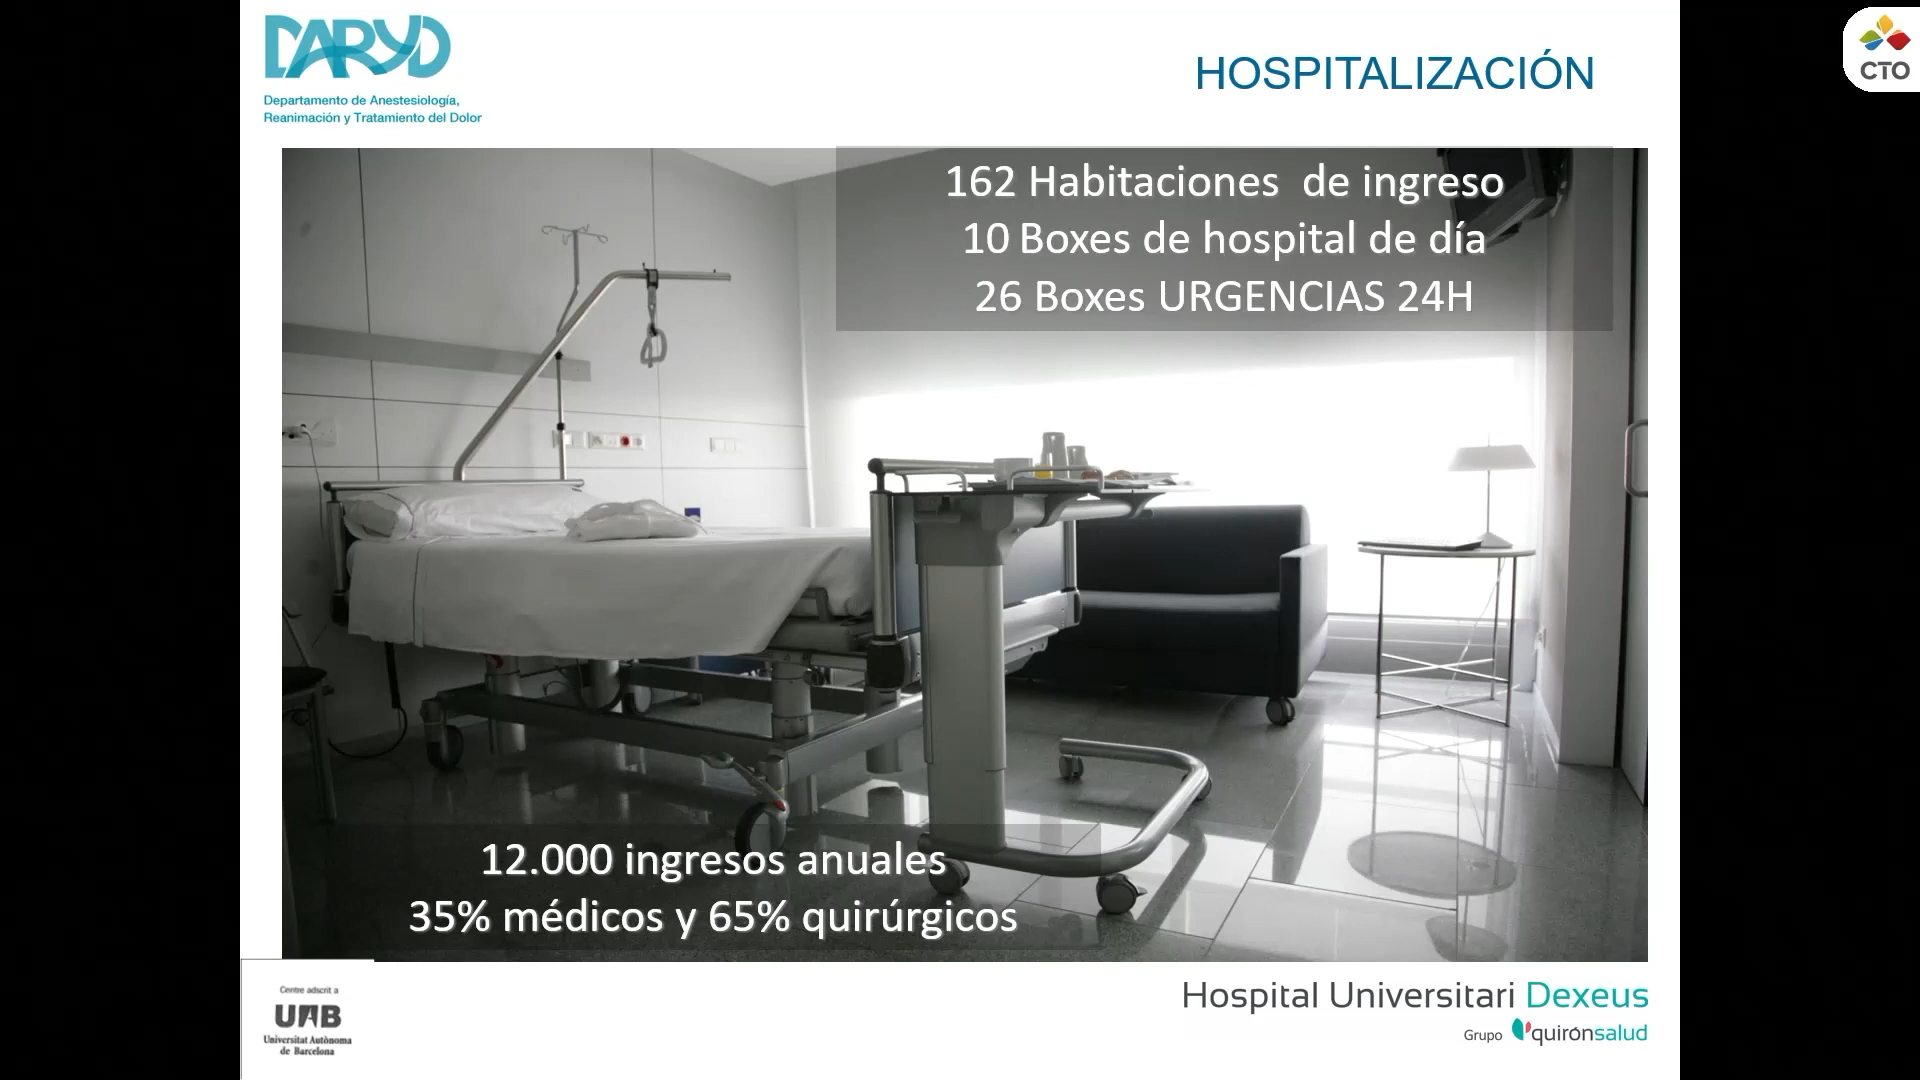 DARYD
Departamento de Anestesiología,
Reanimación y Tratamiento del Dolor
HOSPITALIZACIÓN
CTO
162 Habitaciones de ingreso
10 Boxes de hospital de día
26 Boxes URGENCIAS 24H
12.000 ingresos anuales
35% médicos y 65% quirúrgicos
Centre adscrit a
UAB
Universitat Autònoma
de Barcelona
Hospital Universitari Dexeus
Grupo quirónsalud